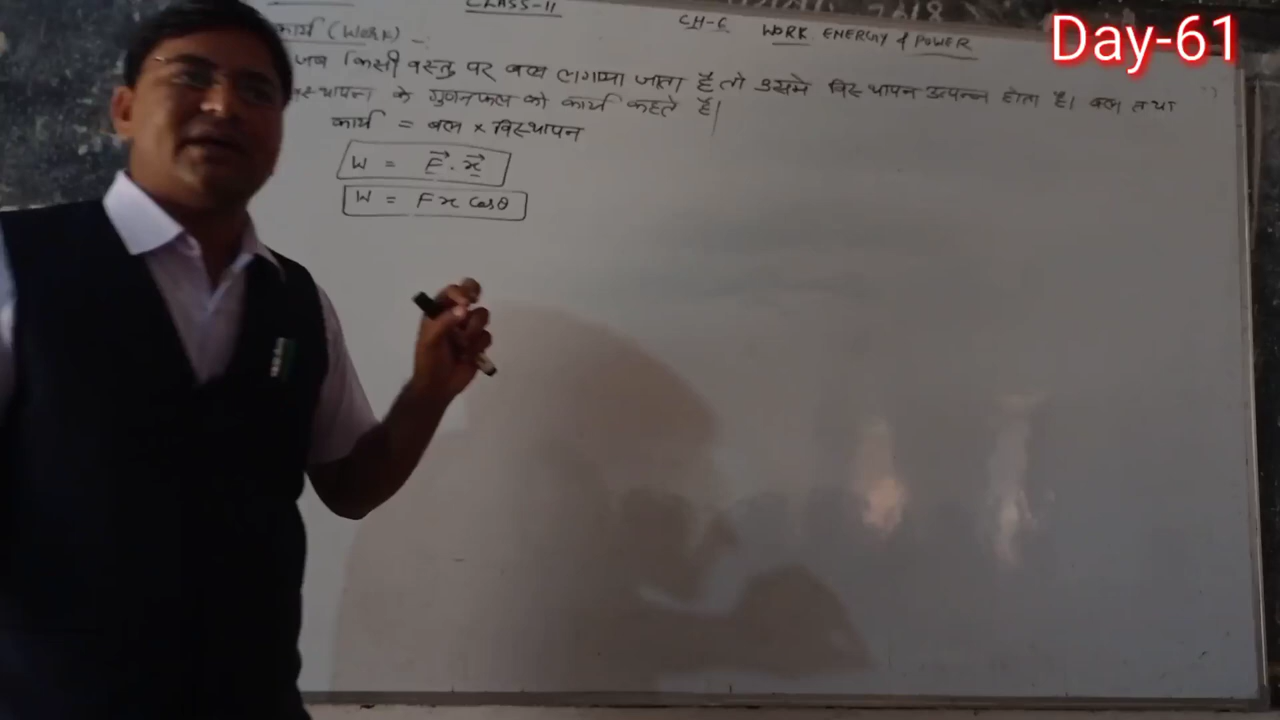 CLASS-11
CH-6 WORK ENERGY & POWER
Day-61
कार्य (Work) -
जब किसी वस्तु पर बल लगाया जाता है तो उसमे विस्थापन उत्पन्न होता है। बल तथा
विस्थापन के गुणनफल को कार्य कहते है।
कार्य = बल × विस्थापन
W = F⃗ . x⃗
W = Fx Cosθ